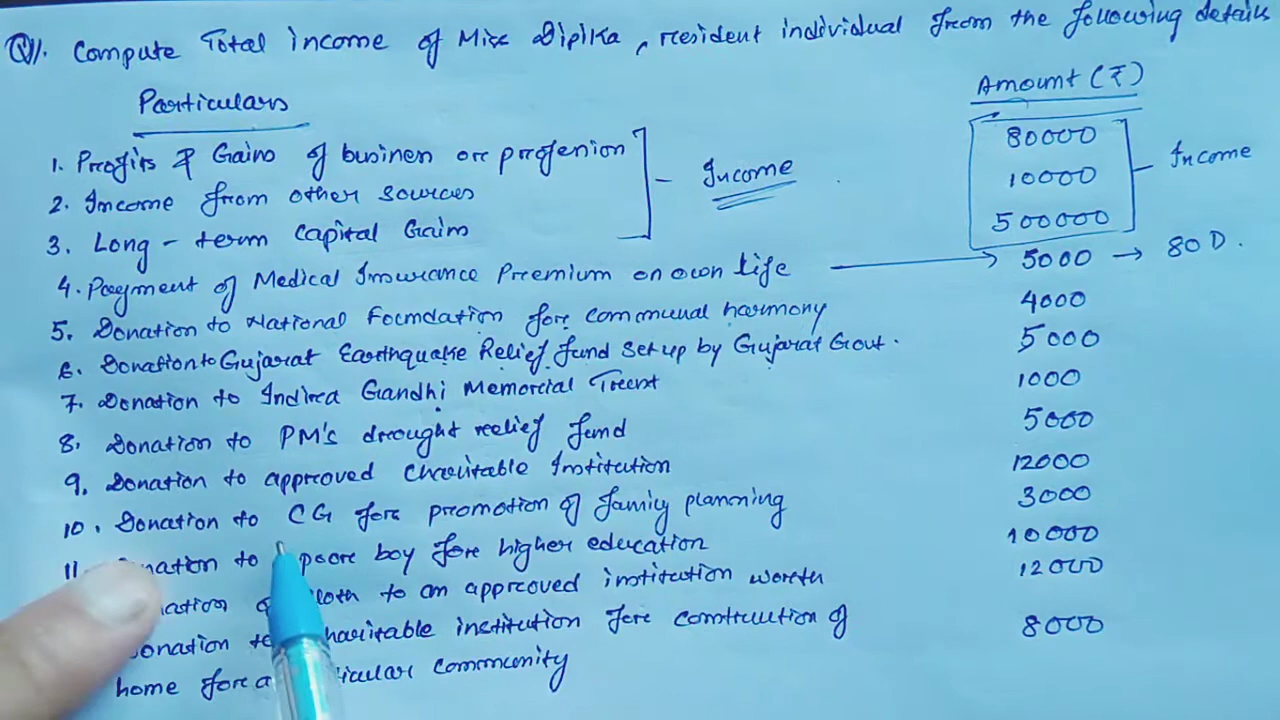 Q1. Compute Total income of Miss Dipika, resident individual from the following details
Particulars
Amount (₹)
1. Profits & Gains of business or profession
80000
2. Income from other sources
Income
10000
Income
3. Long-term Capital Gain
500000
4. Payment of Medical Insurance Premium on own life → 5000 → 80D.
5. Donation to National Foundation for communal harmony
4000
6. Donation to Gujarat Earthquake Relief fund set up by Gujarat Govt.
5000
7. Donation to Indira Gandhi Memorial Trust
1000
8. Donation to PM's drought relief fund
5000
9. Donation to approved Charitable Institution
12000
10. Donation to CG for promotion of family planning
3000
11. nation to poor boy for higher education
10000
nation of cloth to an approved institution worth
12000
onation to haritable institution for construction of
8000
home for a icular community